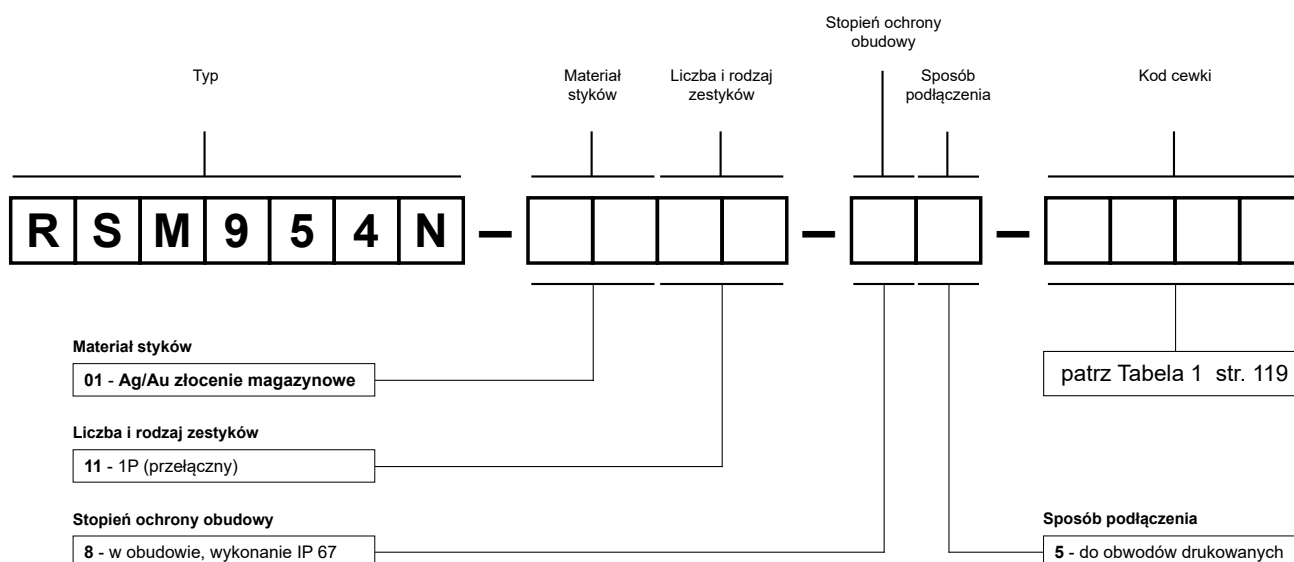 Stopień ochrony
obudowy
Typ
Materiał
styków
Liczba i rodzaj
zestyków
Sposób
podłączenia
Kod cewki
R S M 9 5 4 N – – –
Materiał styków
01 - Ag/Au złocenie magazynowe
patrz Tabela 1 str. 119
Liczba i rodzaj zestyków
11 - 1P (przełączny)
Stopień ochrony obudowy
Sposób podłączenia
8 - w obudowie, wykonanie IP 67
5 - do obwodów drukowanych